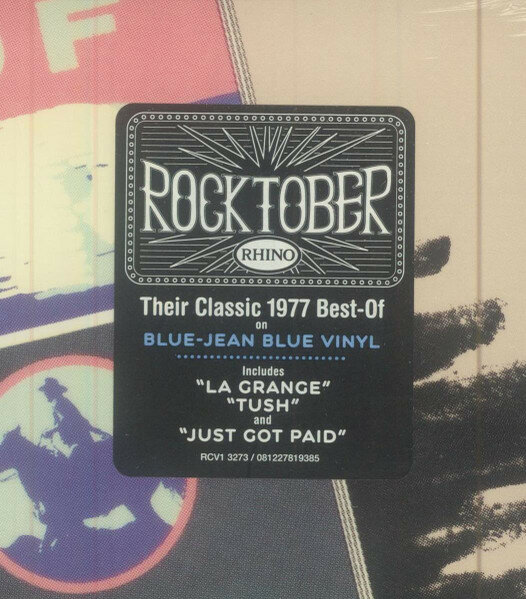 OF
ROCKTOBER
RHINO
Their Classic 1977 Best-Of
on
BLUE-JEAN BLUE VINYL
Includes
"LA GRANGE"
"TUSH"
and
"JUST GOT PAID"
RCV1 3273 / 081227819385